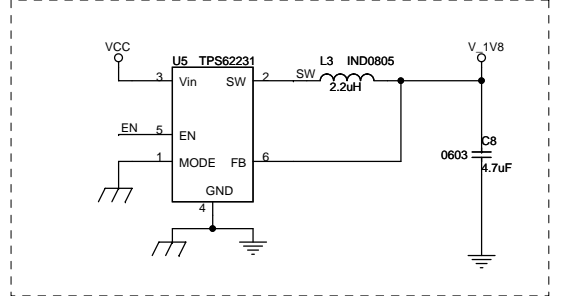 VCC
V_1V8
U5 TPS62231
L3 IND0805
3 Vin
SW 2
SW
2.2uH
EN
5 EN
1 MODE
FB 6
GND
4
C8
0603
4.7uF